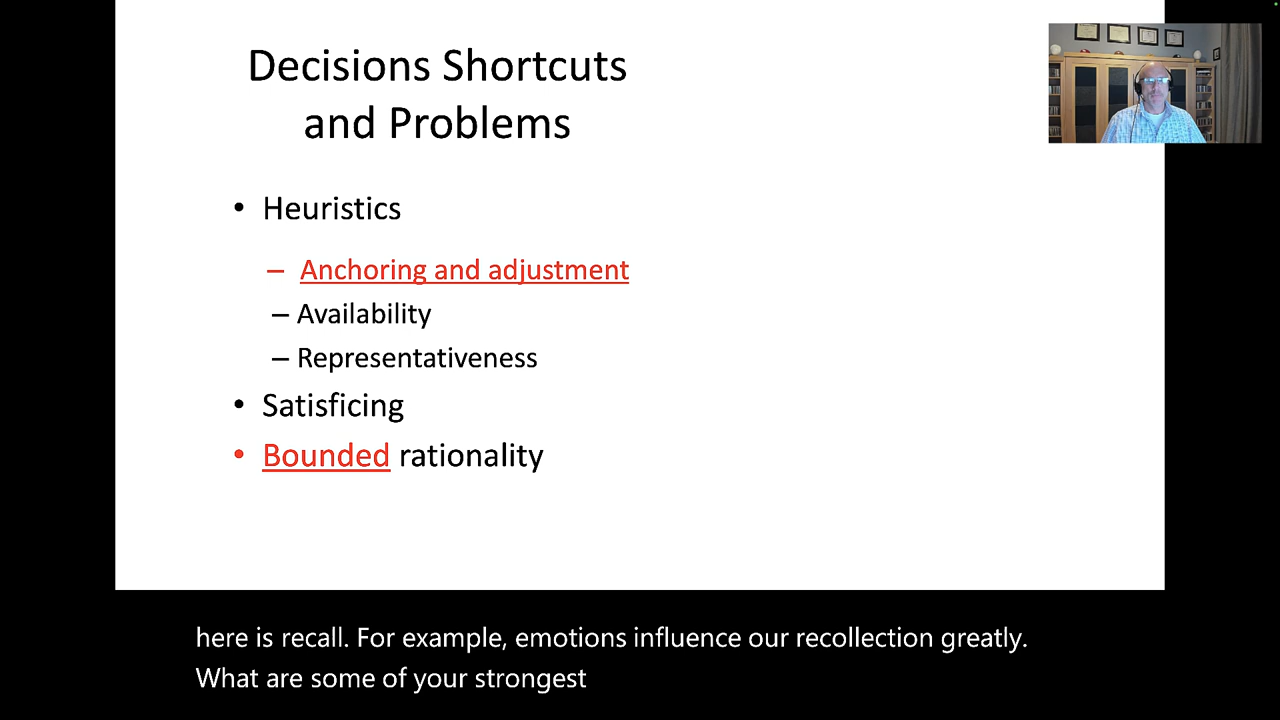 Decisions Shortcuts
and Problems
• Heuristics
– Anchoring and adjustment
– Availability
– Representativeness
• Satisficing
• Bounded rationality
here is recall. For example, emotions influence our recollection greatly.
What are some of your strongest